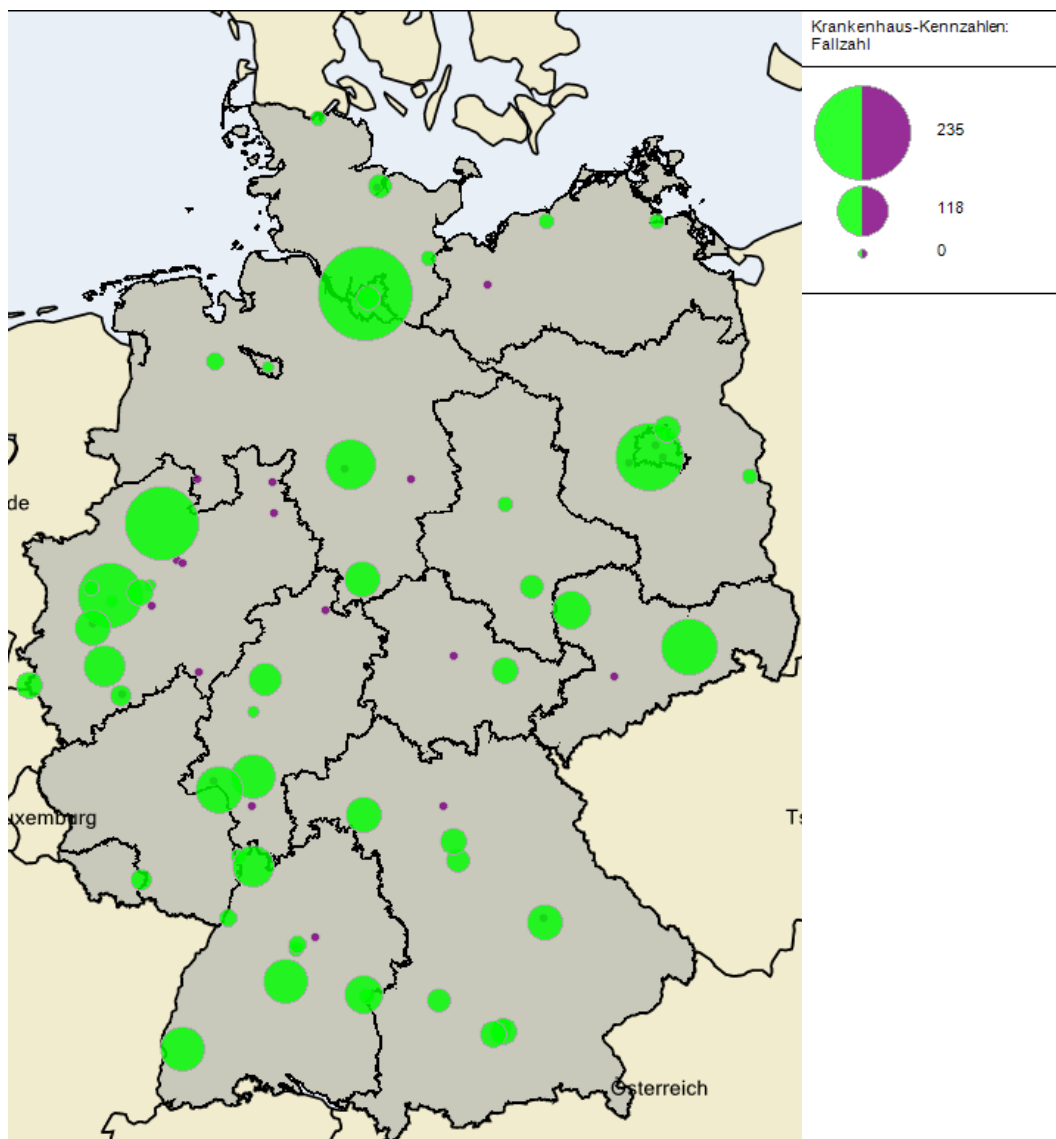 Krankenhaus-Kennzahlen:
Fallzahl
235
118
0
de
uxemburg
Ts
Österreich